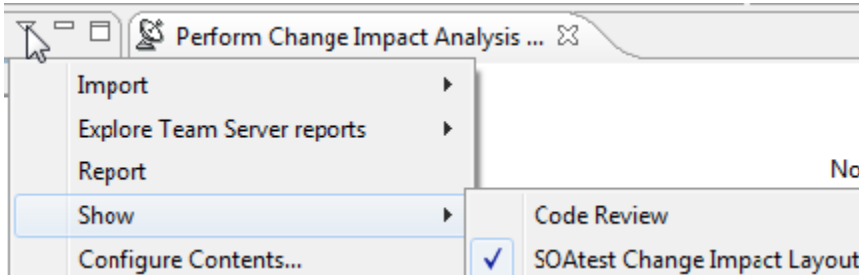 Perform Change Impact Analysis ...
Import
Explore Team Server reports
Report
No
Show
Code Review
Configure Contents...
SOAtest Change Impact Layout